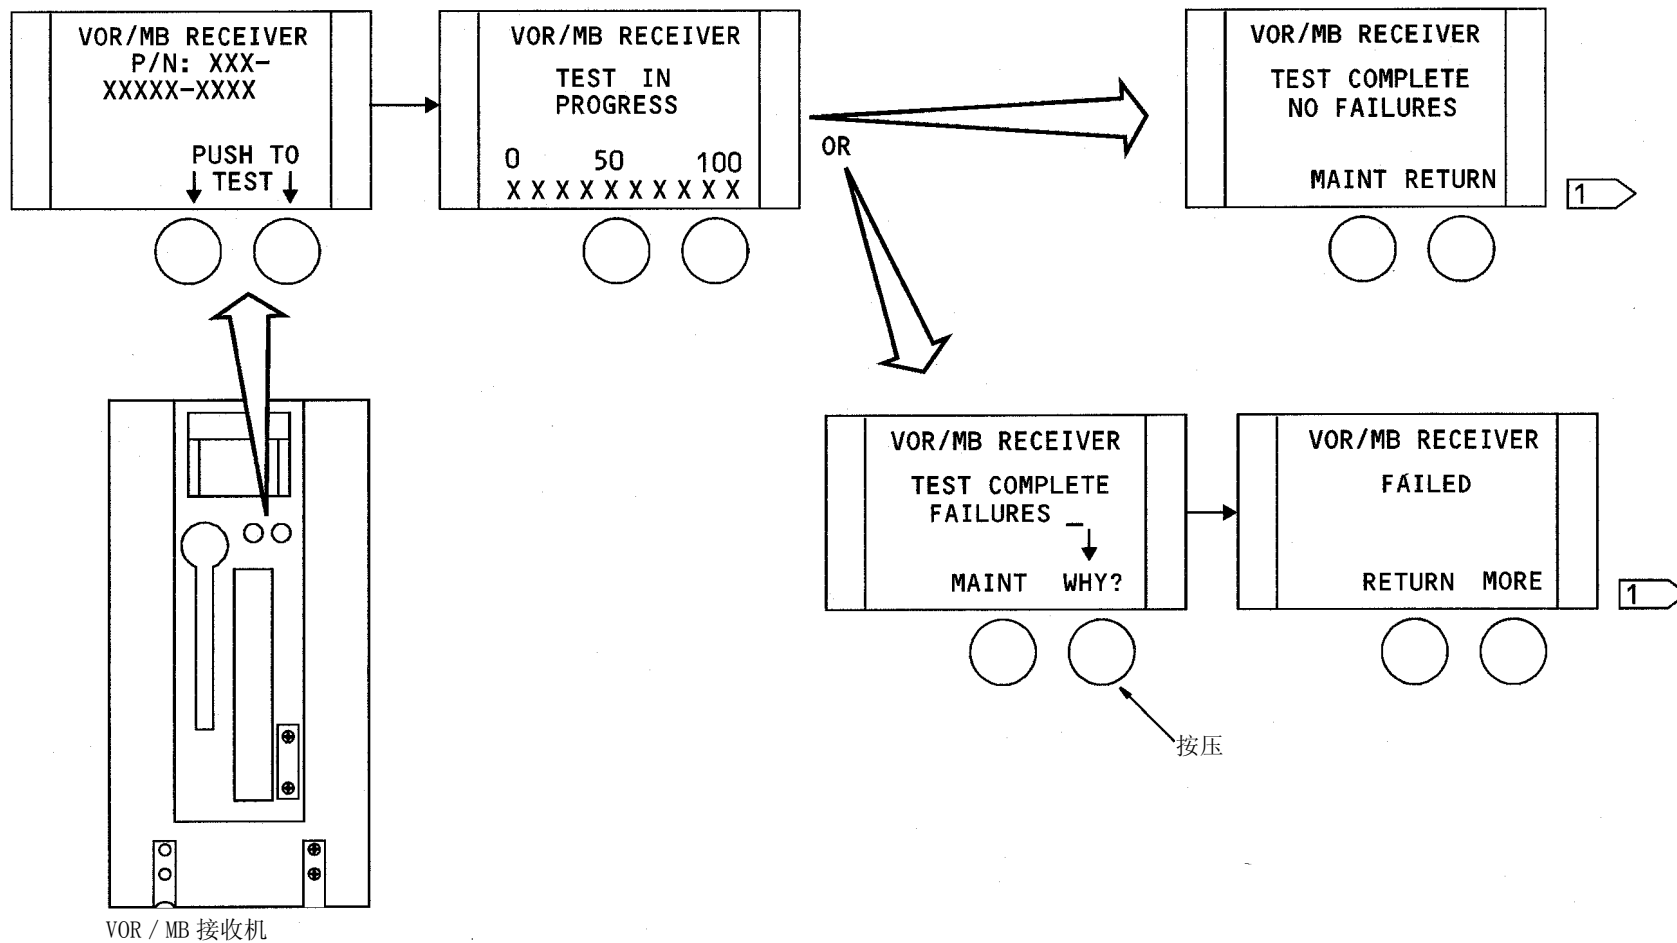 VOR/MB RECEIVER
P/N: XXX-
XXXXX-XXXX
PUSH TO
TEST
VOR/MB RECEIVER
TEST IN
PROGRESS
0 50 100
X X X X X X X X X X
OR
VOR/MB RECEIVER
TEST COMPLETE
NO FAILURES
MAINT RETURN
1
VOR/MB RECEIVER
TEST COMPLETE
FAILURES _
MAINT WHY?
VOR/MB RECEIVER
FAILED
RETURN MORE
1
按压
VOR / MB 接收机